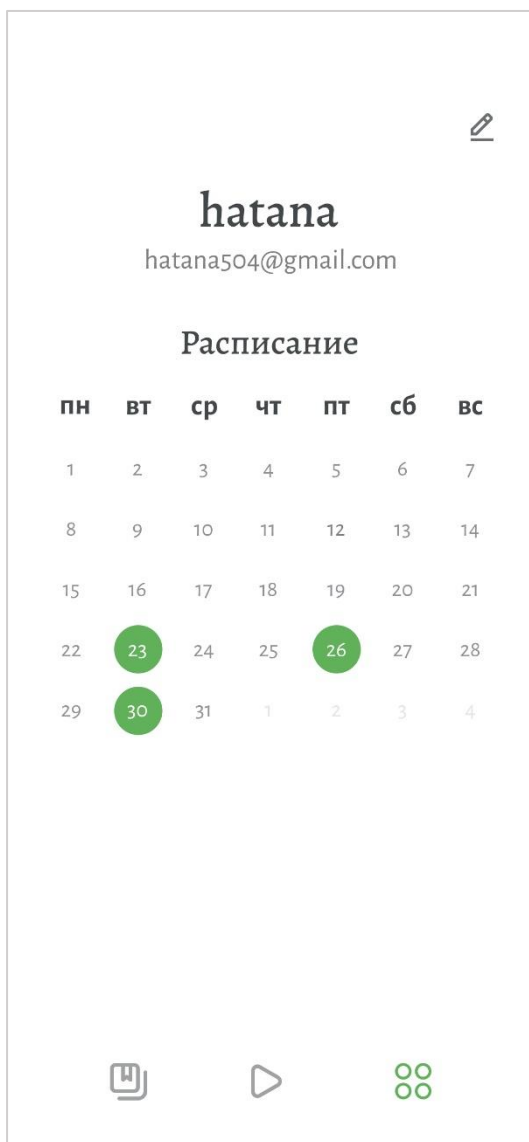 hatana
hatana504@gmail.com
Расписание
пн вт ср чт пт сб вс
1 2 3 4 5 6 7
8 9 10 11 12 13 14
15 16 17 18 19 20 21
22 23 24 25 26 27 28
29 30 31 1 2 3 4